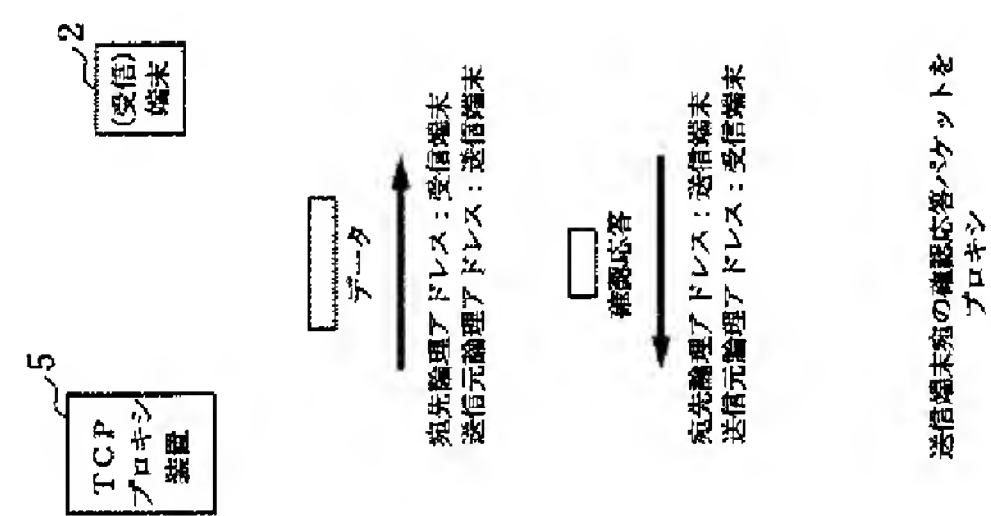 5
TCP
プロキシ
装置
2
(受信)
端末
データ
宛先論理アドレス：受信端末
送信元論理アドレス：送信端末
確認応答
宛先論理アドレス：送信端末
送信元論理アドレス：受信端末
送信端末宛の確認応答パケットを
プロキシ